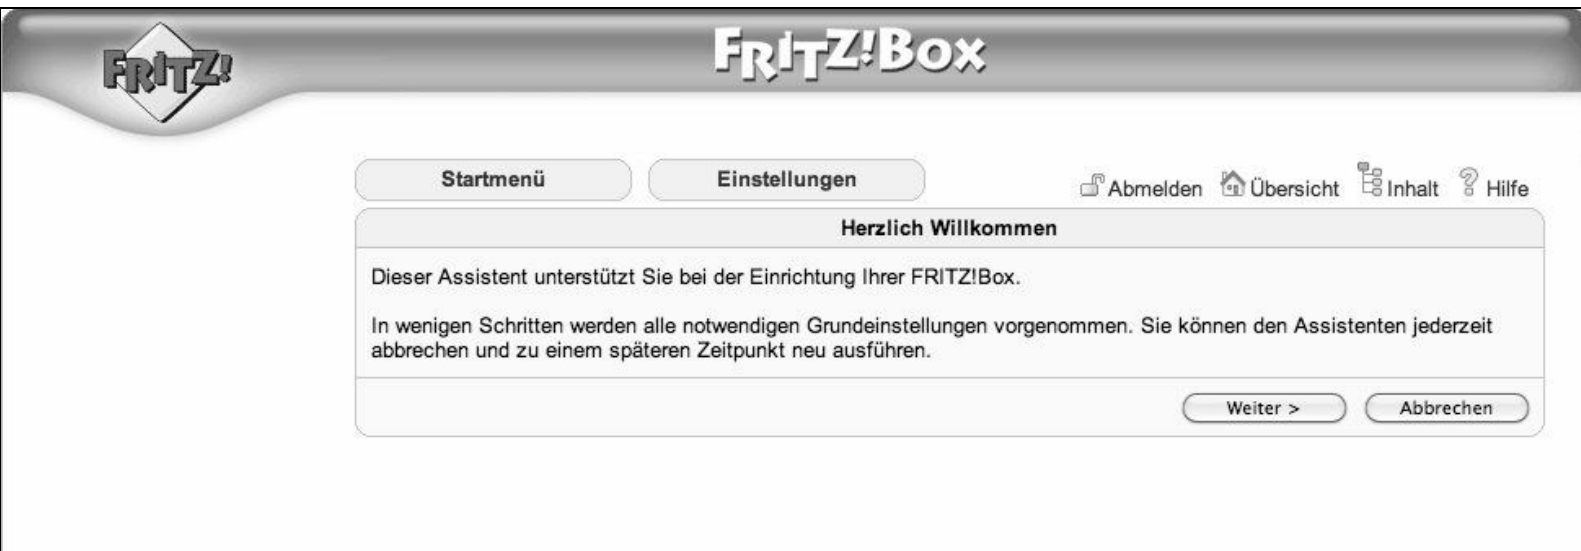 FRITZ!
FRITZ!Box
Startmenü
Einstellungen
Abmelden
Übersicht
Inhalt
Hilfe
Herzlich Willkommen
Dieser Assistent unterstützt Sie bei der Einrichtung Ihrer FRITZ!Box.
In wenigen Schritten werden alle notwendigen Grundeinstellungen vorgenommen. Sie können den Assistenten jederzeit
abbrechen und zu einem späteren Zeitpunkt neu ausführen.
Weiter >
Abbrechen